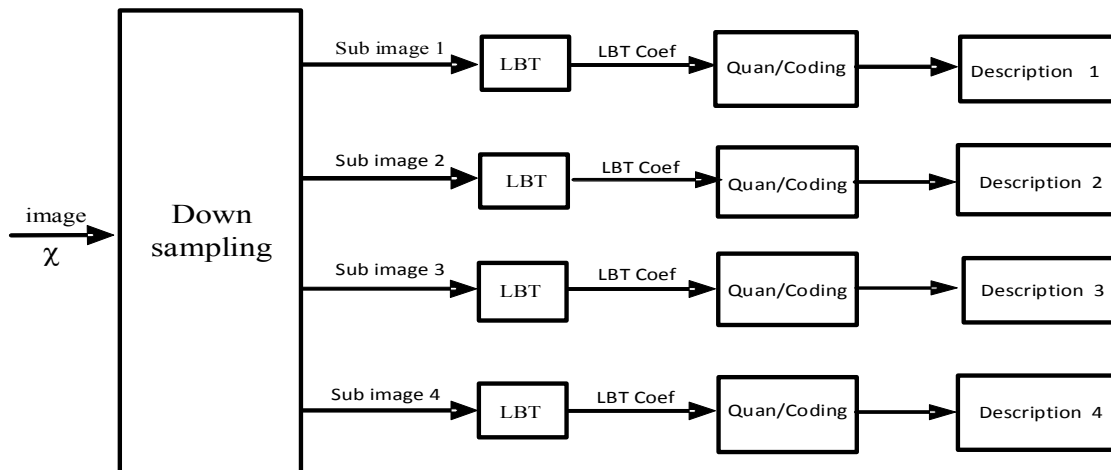 Sub image 1
LBT
LBT Coef
Quan/Coding
Description 1
Sub image 2
LBT
LBT Coef
Quan/Coding
Description 2
image
χ
Down
sampling
Sub image 3
LBT
LBT Coef
Quan/Coding
Description 3
Sub image 4
LBT
LBT Coef
Quan/Coding
Description 4